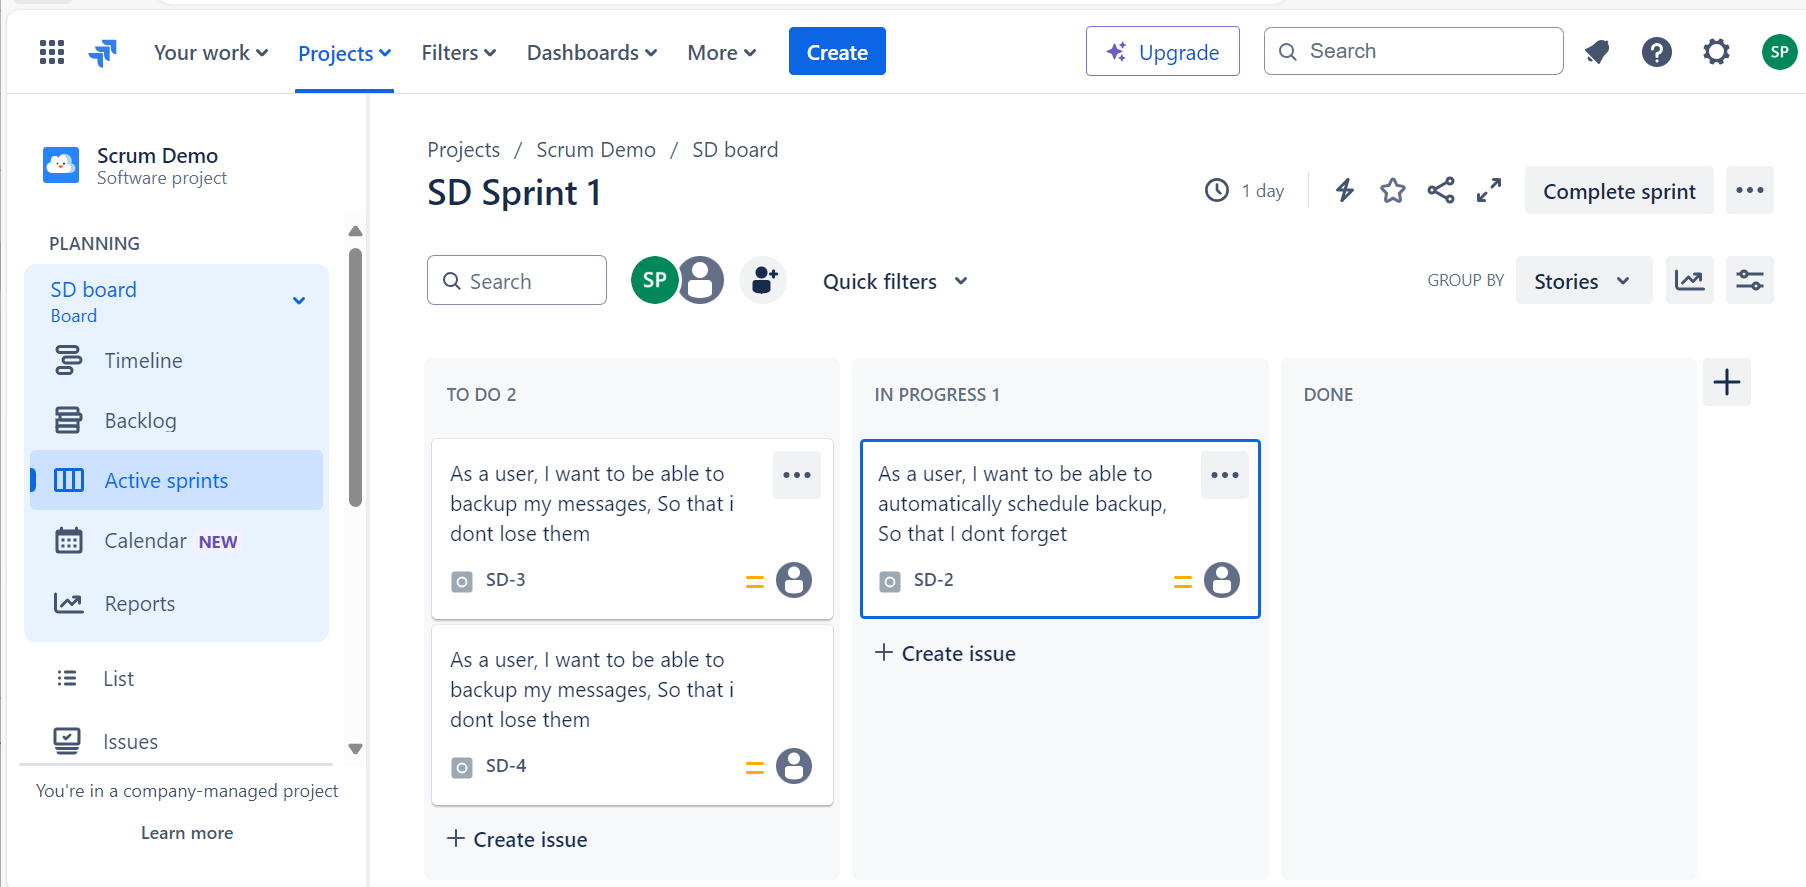 Your work
Projects
Filters
Dashboards
More
Create
Upgrade
Search
SP
Scrum Demo
Software project
PLANNING
SD board
Board
Timeline
Backlog
Active sprints
Calendar NEW
Reports
List
Issues
You're in a company-managed project
Learn more
Projects / Scrum Demo / SD board
SD Sprint 1
1 day
Complete sprint
Search
SP
Quick filters
GROUP BY
Stories
TO DO 2
As a user, I want to be able to
backup my messages, So that i
dont lose them
SD-3
As a user, I want to be able to
backup my messages, So that i
dont lose them
SD-4
+ Create issue
IN PROGRESS 1
As a user, I want to be able to
automatically schedule backup,
So that I dont forget
SD-2
+ Create issue
DONE